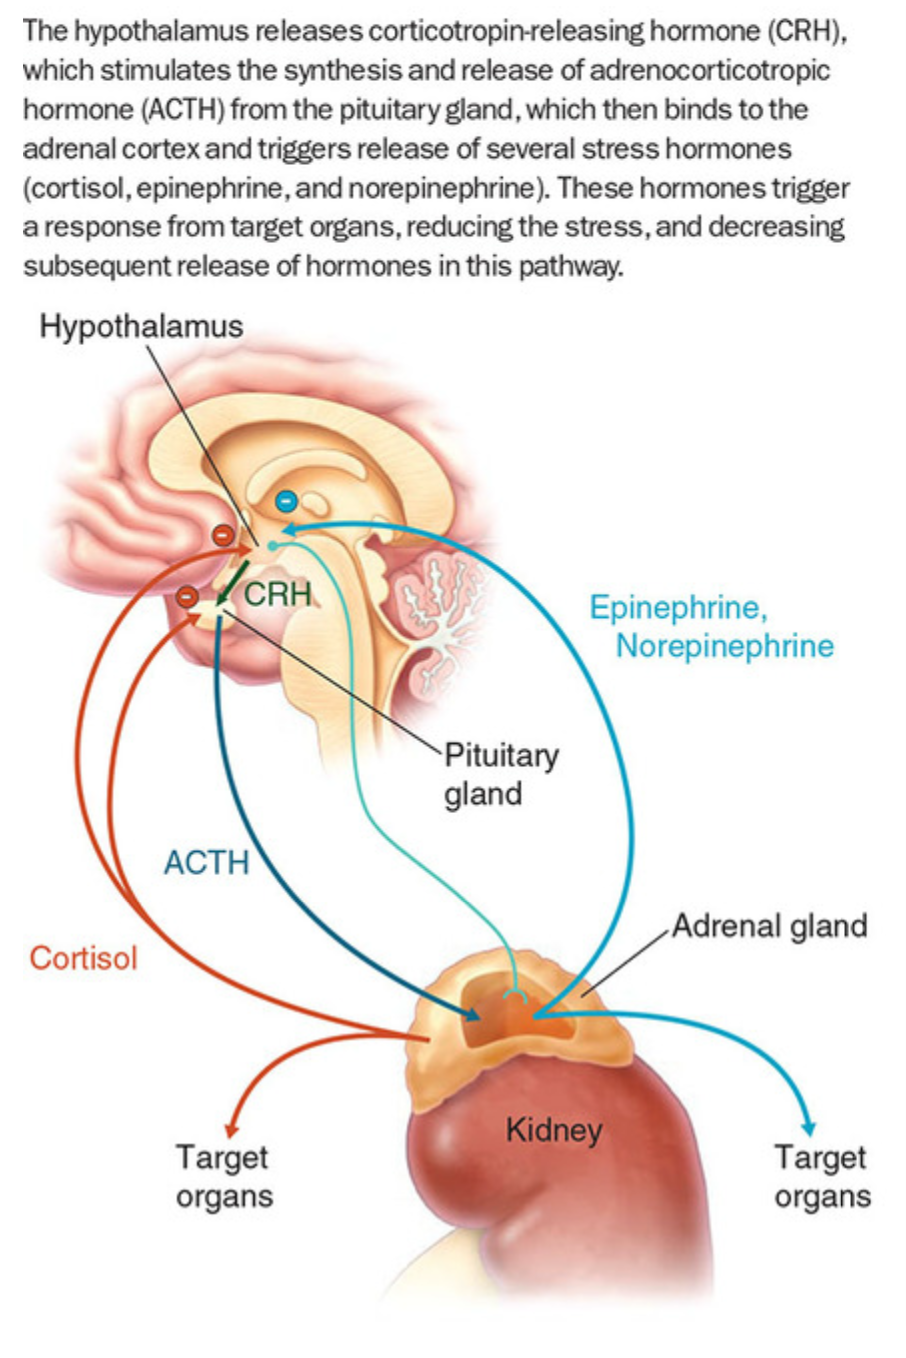 The hypothalamus releases corticotropin-releasing hormone (CRH),
which stimulates the synthesis and release of adrenocorticotropic
hormone (ACTH) from the pituitary gland, which then binds to the
adrenal cortex and triggers release of several stress hormones
(cortisol, epinephrine, and norepinephrine). These hormones trigger
a response from target organs, reducing the stress, and decreasing
subsequent release of hormones in this pathway.
Hypothalamus
CRH
Epinephrine,
Norepinephrine
Pituitary
gland
ACTH
Adrenal gland
Cortisol
Kidney
Target
organs
Target
organs